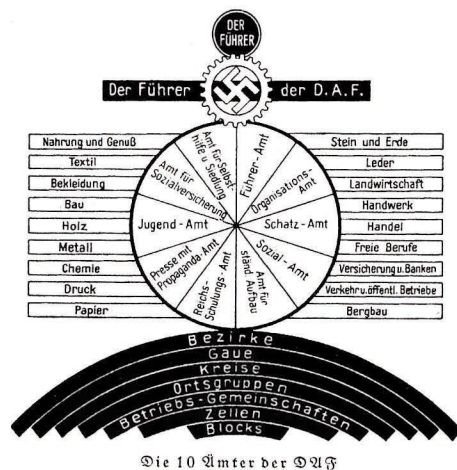 DER
FÜHRER
Der Führer
der D.A.F.
Nahrung und Genuß
Textil
Bekleidung
Bau
Holz
Metall
Chemie
Druck
Papier
Amt für Selbst-
hilfe u. Siedlung
Führer-Amt
Amt für
Sozialversicherung
Organisations-
Amt
Jugend-Amt
Schatz-Amt
Presse mit
Propaganda-Amt
Sozial-Amt
Reichs-
Schulungs-Amt
Amt für
ständ. Aufbau
Stein und Erde
Leder
Landwirtschaft
Handwerk
Handel
Freie Berufe
Versicherung u. Banken
Verkehr u. öffentl. Betriebe
Bergbau
Bezirke
Gaue
Kreise
Ortsgruppen
Betriebs-Gemeinschaften
Zellen
Blocks
Die 10 Ämter der DAF